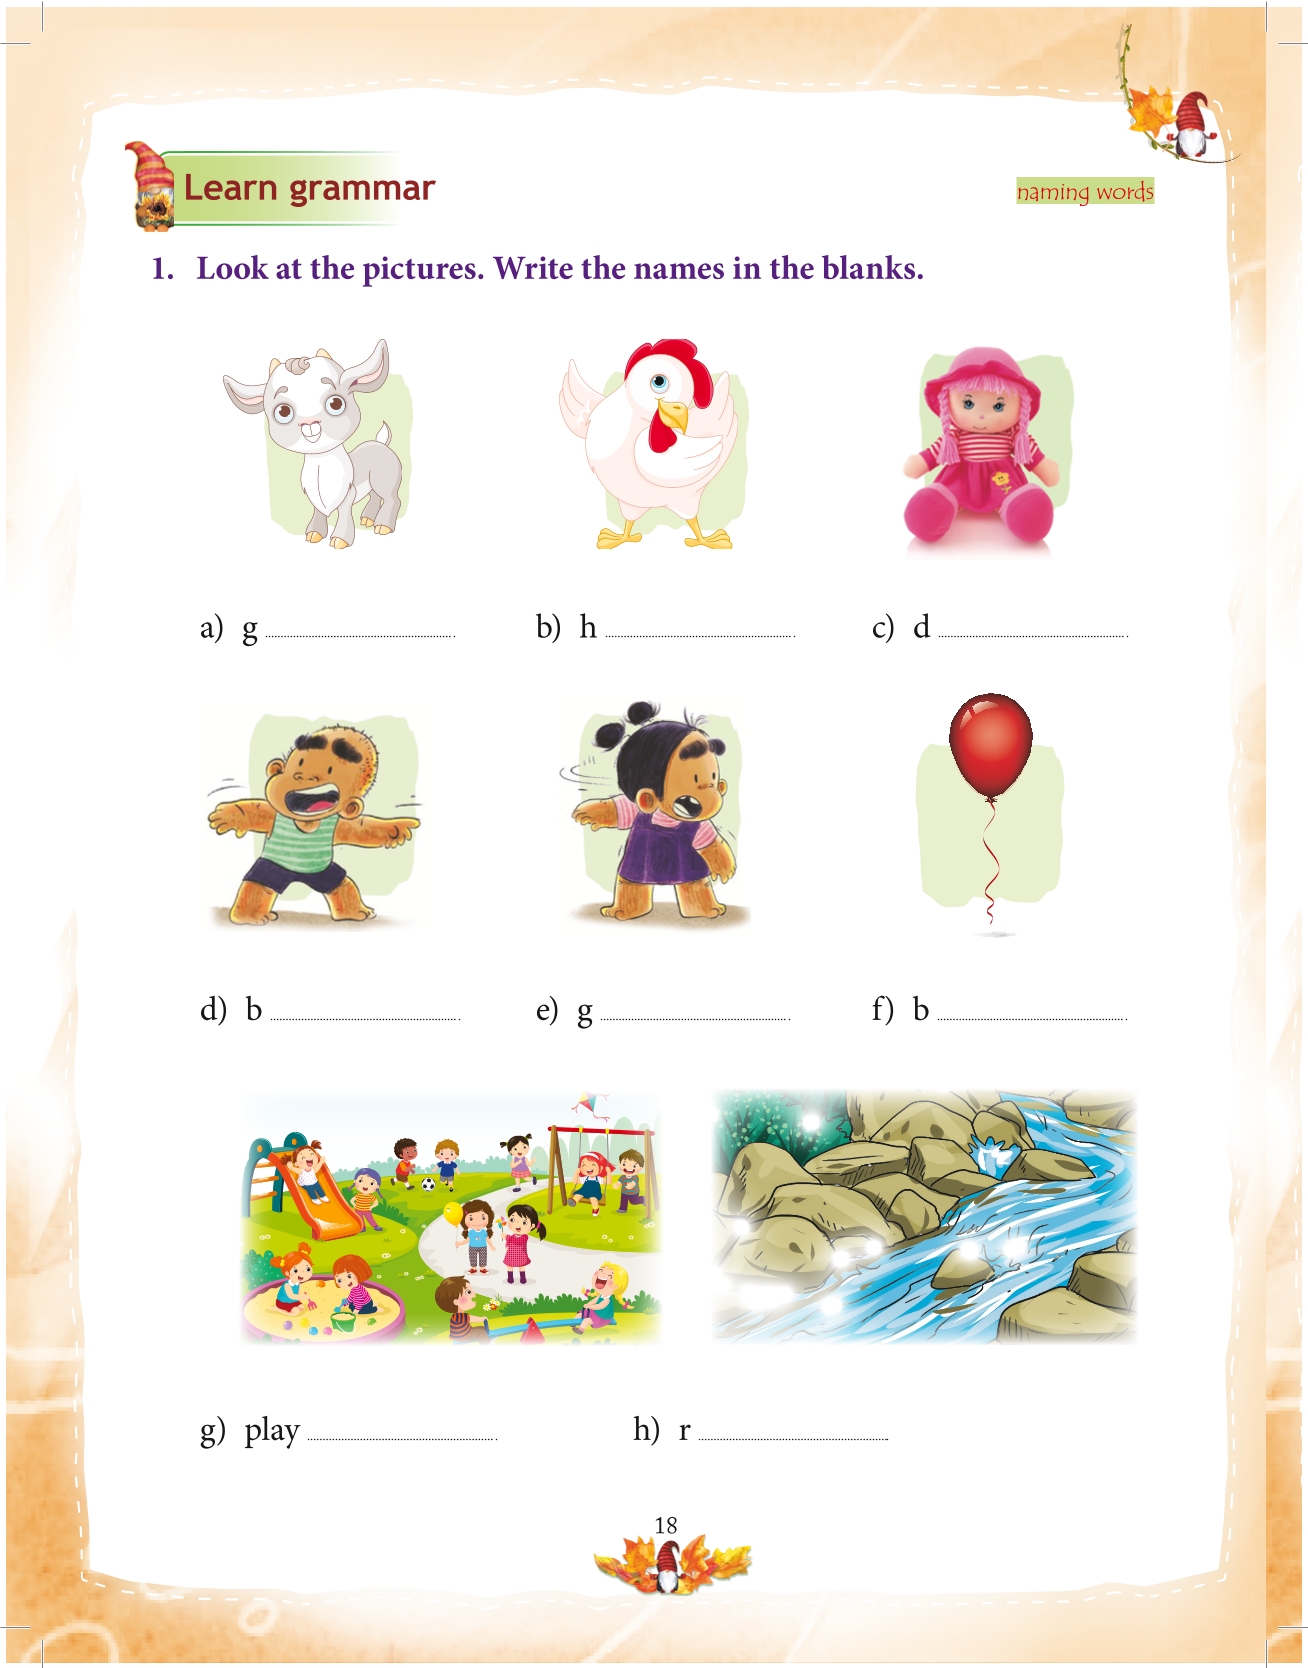 Learn grammar
naming words
1. Look at the pictures. Write the names in the blanks.
a) g ........................................................
b) h ........................................................
c) d ........................................................
d) b ........................................................
e) g ........................................................
f) b ........................................................
g) play ........................................................
h) r ........................................................
18